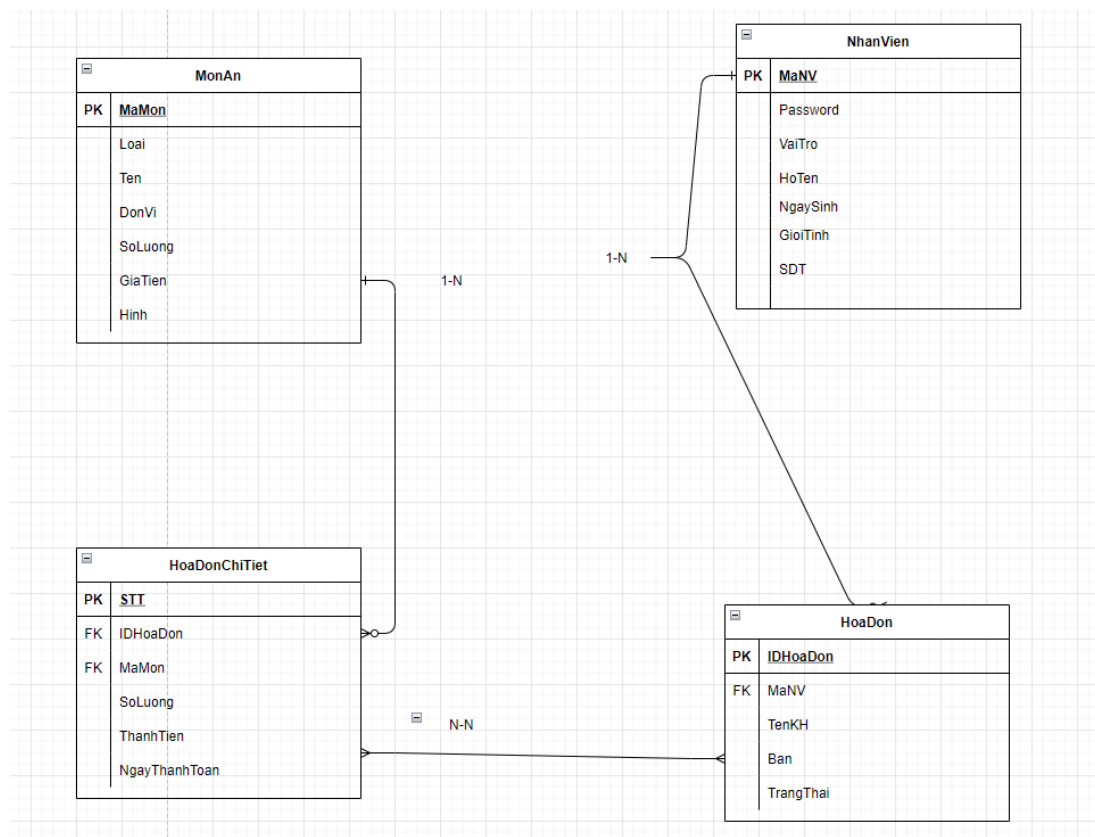 MonAn
PK MaMon
Loai
Ten
DonVi
SoLuong
GiaTien
Hinh
1-N
NhanVien
PK MaNV
Password
VaiTro
HoTen
NgaySinh
GioiTinh
SDT
1-N
HoaDonChiTiet
PK STT
FK IDHoaDon
FK MaMon
SoLuong
ThanhTien
NgayThanhToan
N-N
HoaDon
PK IDHoaDon
FK MaNV
TenKH
Ban
TrangThai